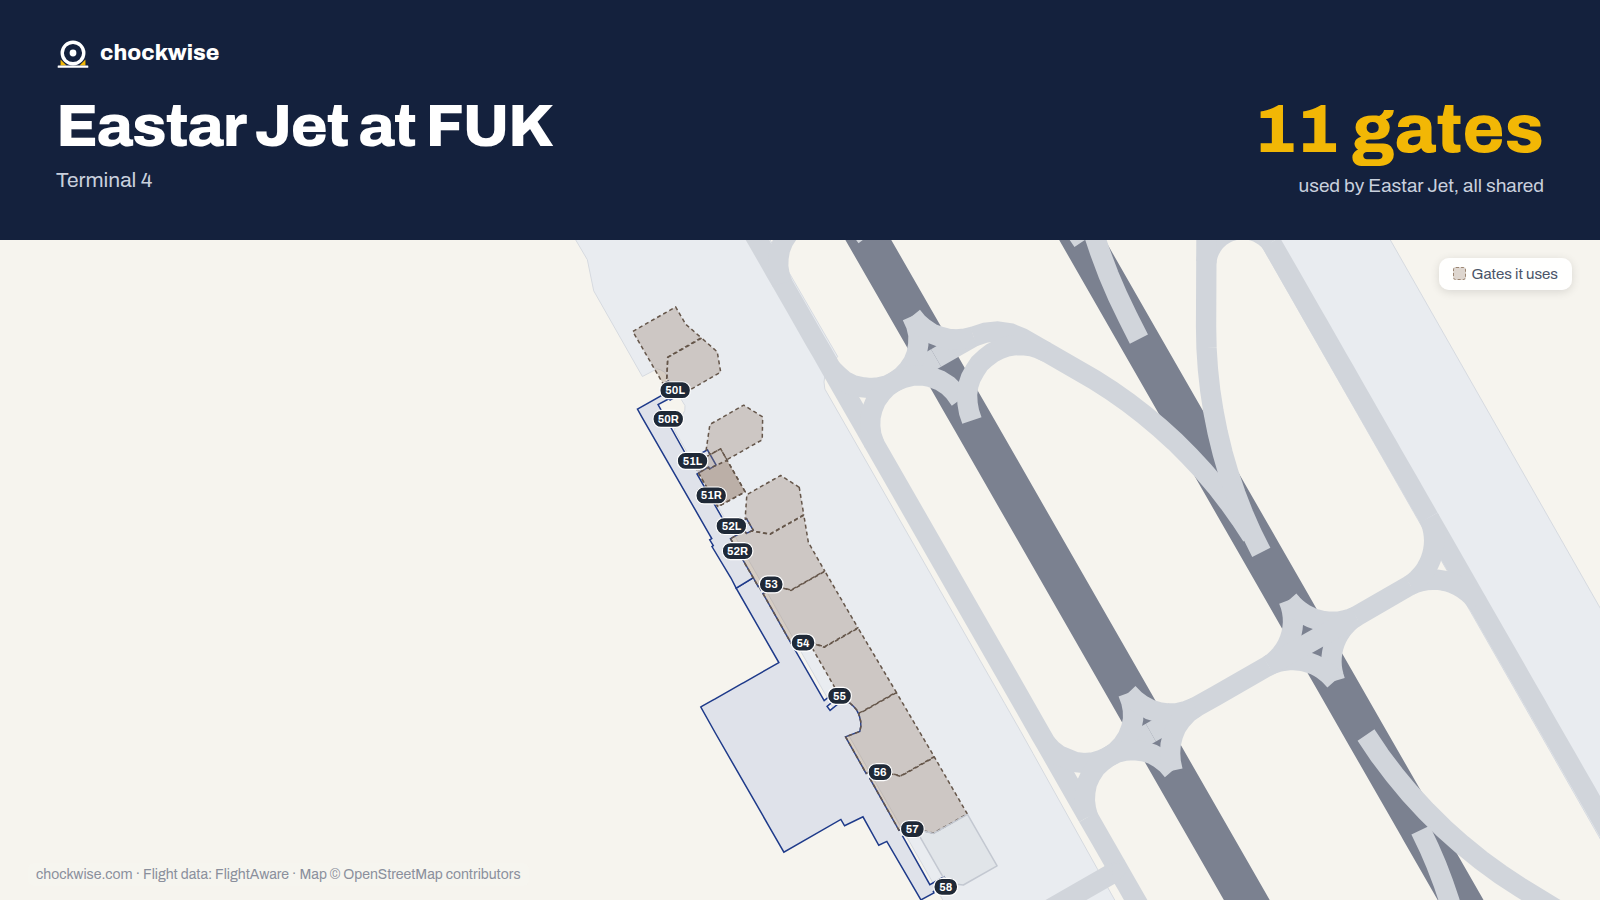 chockwise
Eastar Jet at FUK
Terminal 4
11 gates
used by Eastar Jet, all shared
Gates it uses
50L
50R
51L
51R
52L
52R
53
54
55
56
57
58
chockwise.com · Flight data: FlightAware · Map © OpenStreetMap contributors